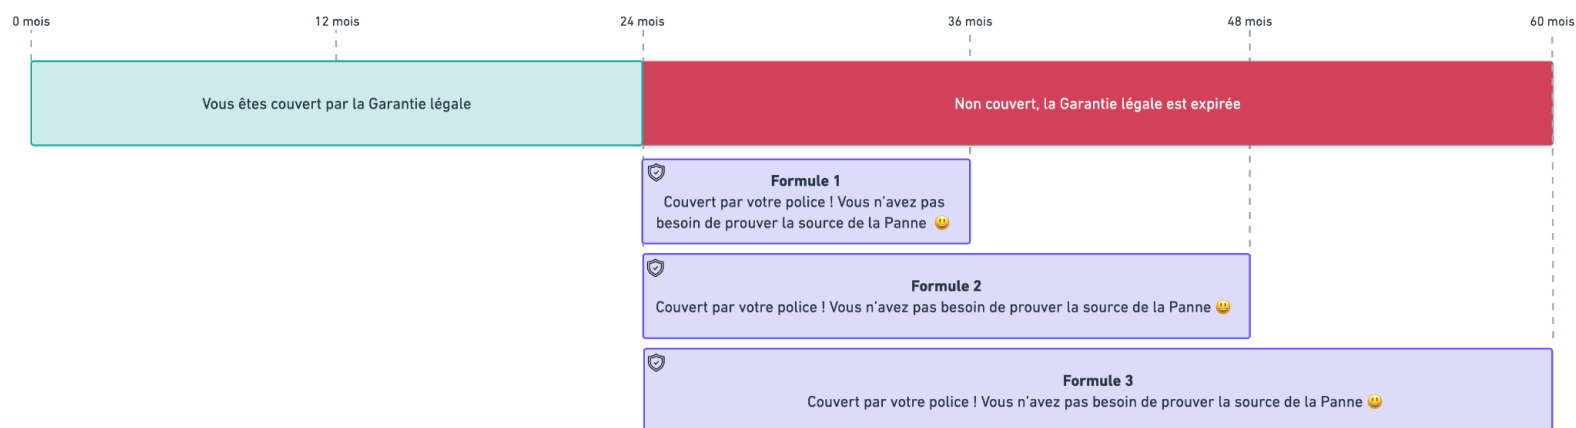 0 mois
12 mois
24 mois
36 mois
48 mois
60 mois
Vous êtes couvert par la Garantie légale
Non couvert, la Garantie légale est expirée
Formule 1
Couvert par votre police ! Vous n'avez pas
besoin de prouver la source de la Panne 😃
Formule 2
Couvert par votre police ! Vous n'avez pas besoin de prouver la source de la Panne 😃
Formule 3
Couvert par votre police ! Vous n'avez pas besoin de prouver la source de la Panne 😃